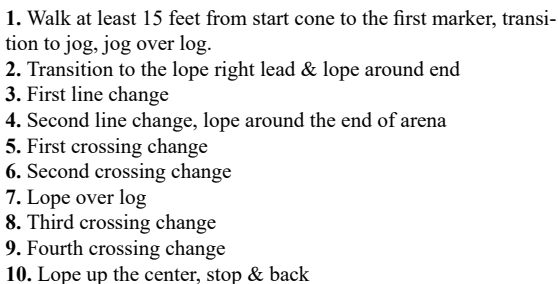 1. Walk at least 15 feet from start cone to the first marker, transi-
tion to jog, jog over log.
2. Transition to the lope right lead & lope around end
3. First line change
4. Second line change, lope around the end of arena
5. First crossing change
6. Second crossing change
7. Lope over log
8. Third crossing change
9. Fourth crossing change
10. Lope up the center, stop & back